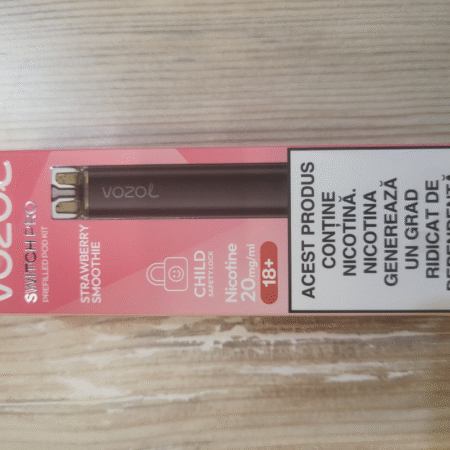 VOZOL
SWITCH PRO
PREFILLED POD KIT
STRAWBERRY
SMOOTHIE
CHILD
SAFETY LOCK
Nicotine
20mg/ml
18+
VOZOL
ACEST PRODUS
CONȚINE
NICOTINĂ.
NICOTINA
GENEREAZĂ
UN GRAD
RIDICAT DE
DEPENDENȚĂ